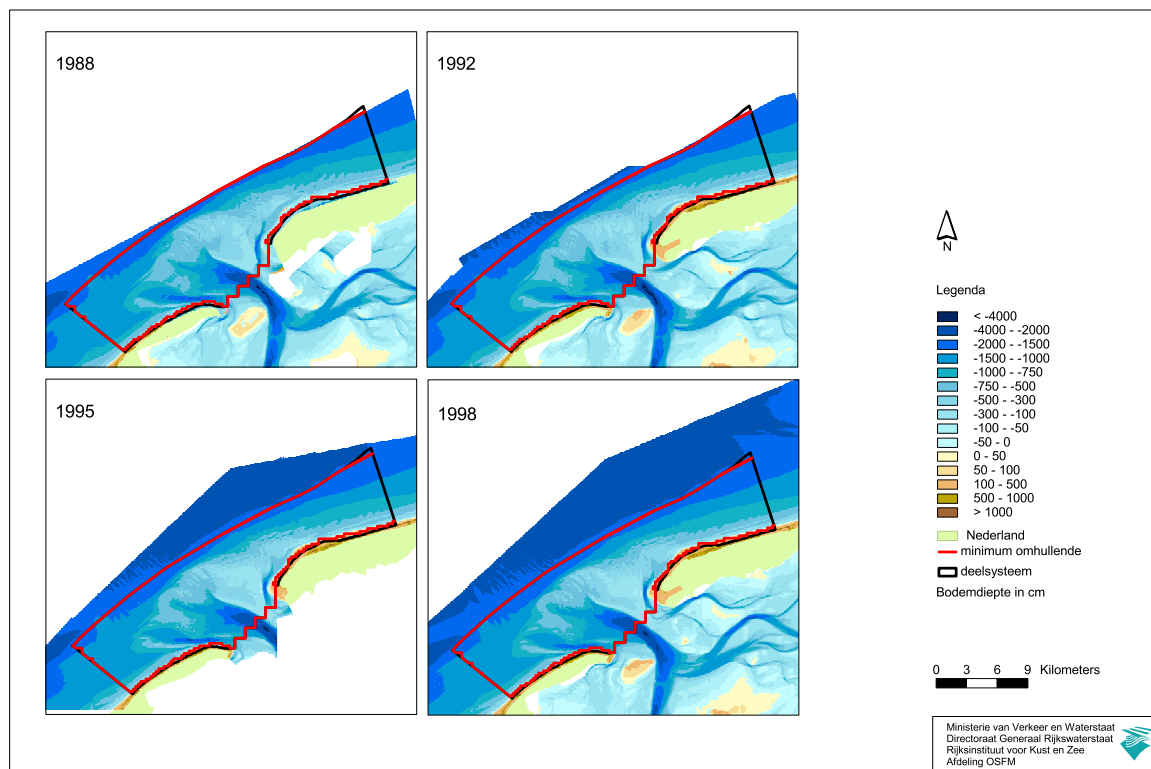 1988
1992
1995
1998
N
Legenda
< -4000
-4000 - -2000
-2000 - -1500
-1500 - -1000
-1000 - -750
-750 - -500
-500 - -300
-300 - -100
-100 - -50
-50 - 0
0 - 50
50 - 100
100 - 500
500 - 1000
> 1000
Nederland
minimum omhullende
deelsysteem
Bodemdiepte in cm
0 3 6 9 Kilometers
Ministerie van Verkeer en Waterstaat
Directoraat Generaal Rijkswaterstaat
Rijksinstituut voor Kust en Zee
Afdeling OSFM